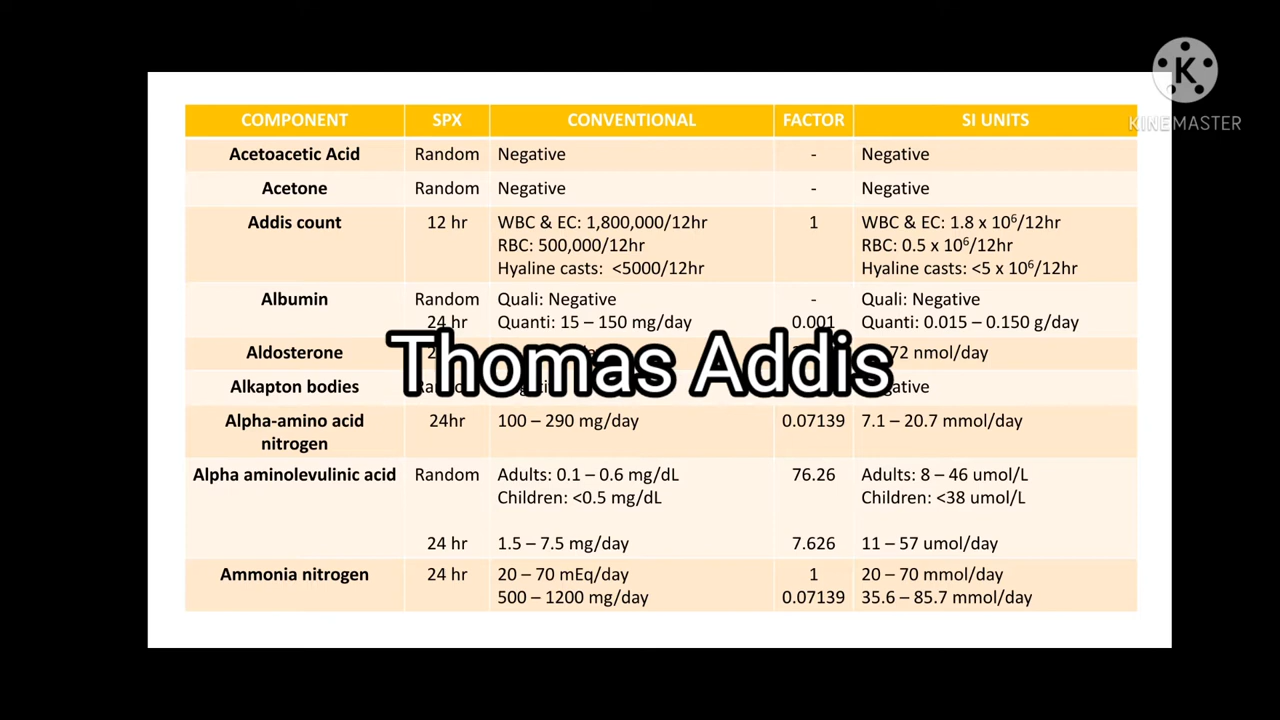 K
KINEMASTER
COMPONENT SPX CONVENTIONAL FACTOR SI UNITS
Acetoacetic Acid Random Negative - Negative
Acetone Random Negative - Negative
Addis count 12 hr WBC & EC: 1,800,000/12hr 1 WBC & EC: 1.8 x 10⁶/12hr
RBC: 500,000/12hr RBC: 0.5 x 10⁶/12hr
Hyaline casts: <5000/12hr Hyaline casts: <5 x 10⁶/12hr
Albumin Random Quali: Negative - Quali: Negative
24 hr Quanti: 15 – 150 mg/day 0.001 Quanti: 0.015 – 0.150 g/day
Thomas Addis
Aldosterone 72 nmol/day
Alkapton bodies
Alpha-amino acid 24hr 100 – 290 mg/day 0.07139 7.1 – 20.7 mmol/day
nitrogen
Alpha aminolevulinic acid Random Adults: 0.1 – 0.6 mg/dL 76.26 Adults: 8 – 46 umol/L
Children: <0.5 mg/dL Children: <38 umol/L
24 hr 1.5 – 7.5 mg/day 7.626 11 – 57 umol/day
Ammonia nitrogen 24 hr 20 – 70 mEq/day 1 20 – 70 mmol/day
500 – 1200 mg/day 0.07139 35.6 – 85.7 mmol/day